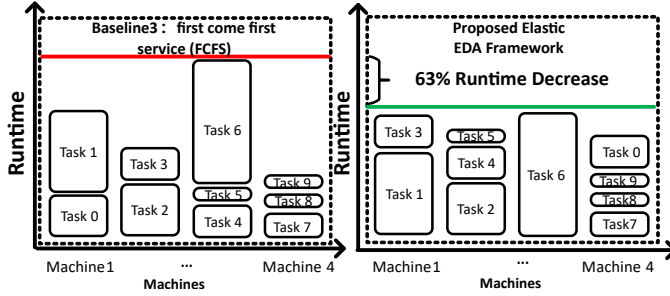 Baseline3: first come first
service (FCFS)
Runtime
Task 1
Task 0
Task 3
Task 2
Task 6
Task 5
Task 4
Task 9
Task 8
Task 7
Machine1
...
Machine 4
Machines
Proposed Elastic
EDA Framework
63% Runtime Decrease
Runtime
Task 3
Task 1
Task 5
Task 4
Task 2
Task 6
Task 0
Task 9
Task8
Task7
Machine1
...
Machine 4
Machines